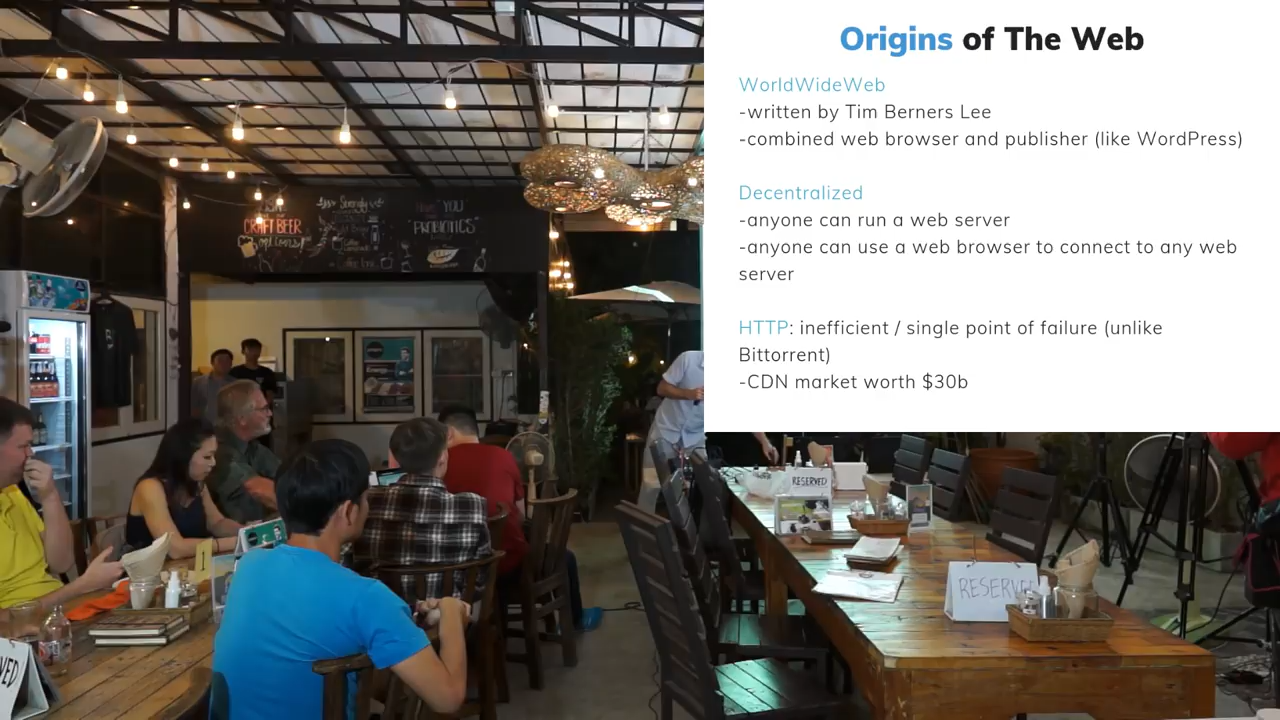 Origins of The Web
WorldWideWeb
-written by Tim Berners Lee
-combined web browser and publisher (like WordPress)
Decentralized
-anyone can run a web server
-anyone can use a web browser to connect to any web
server
HTTP: inefficient / single point of failure (unlike
Bittorrent)
-CDN market worth $30b
CRAFT BEER
YOU
PROBIOTICS
RESERVED
RESERVED
VED